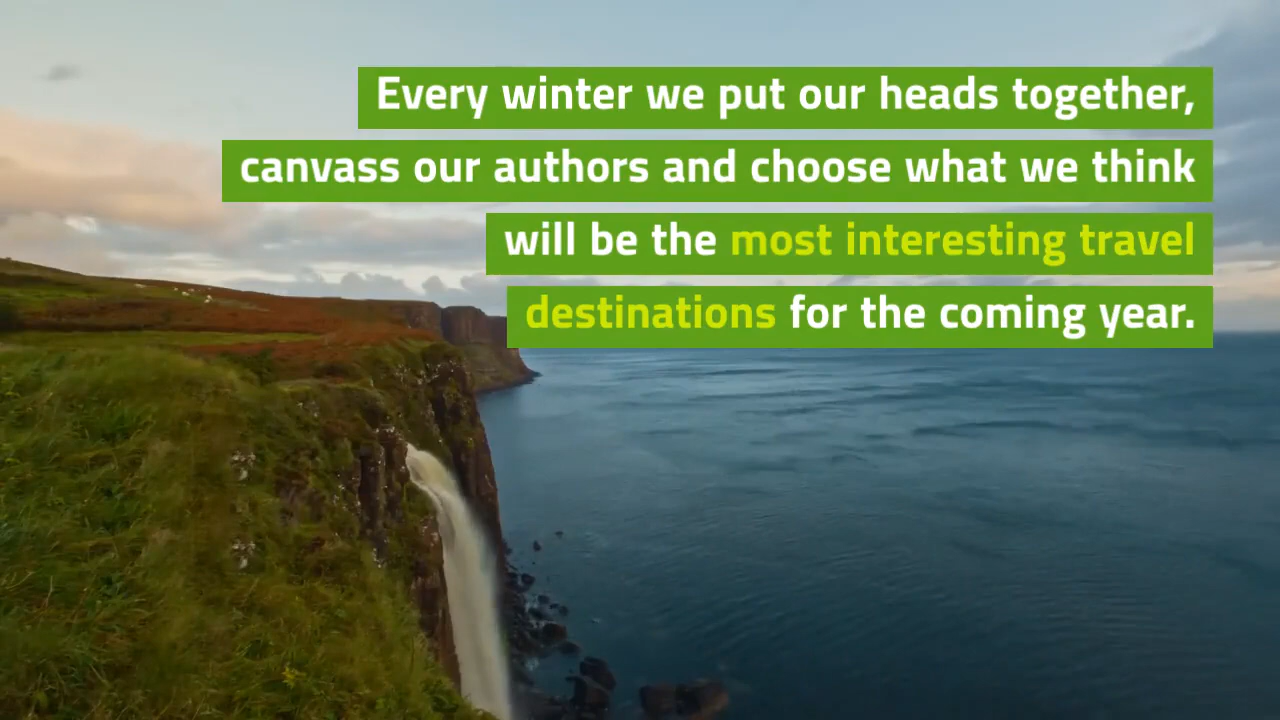 Every winter we put our heads together,
canvass our authors and choose what we think
will be the most interesting travel
destinations for the coming year.